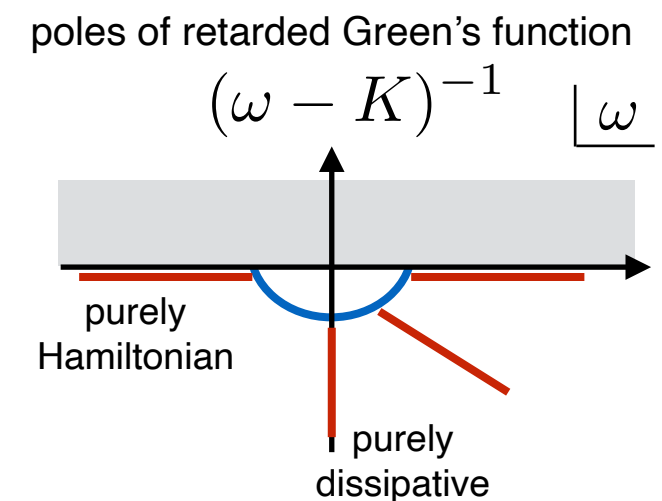 poles of retarded Green's function
(ω − K)⁻¹
ω
purely
Hamiltonian
purely
dissipative